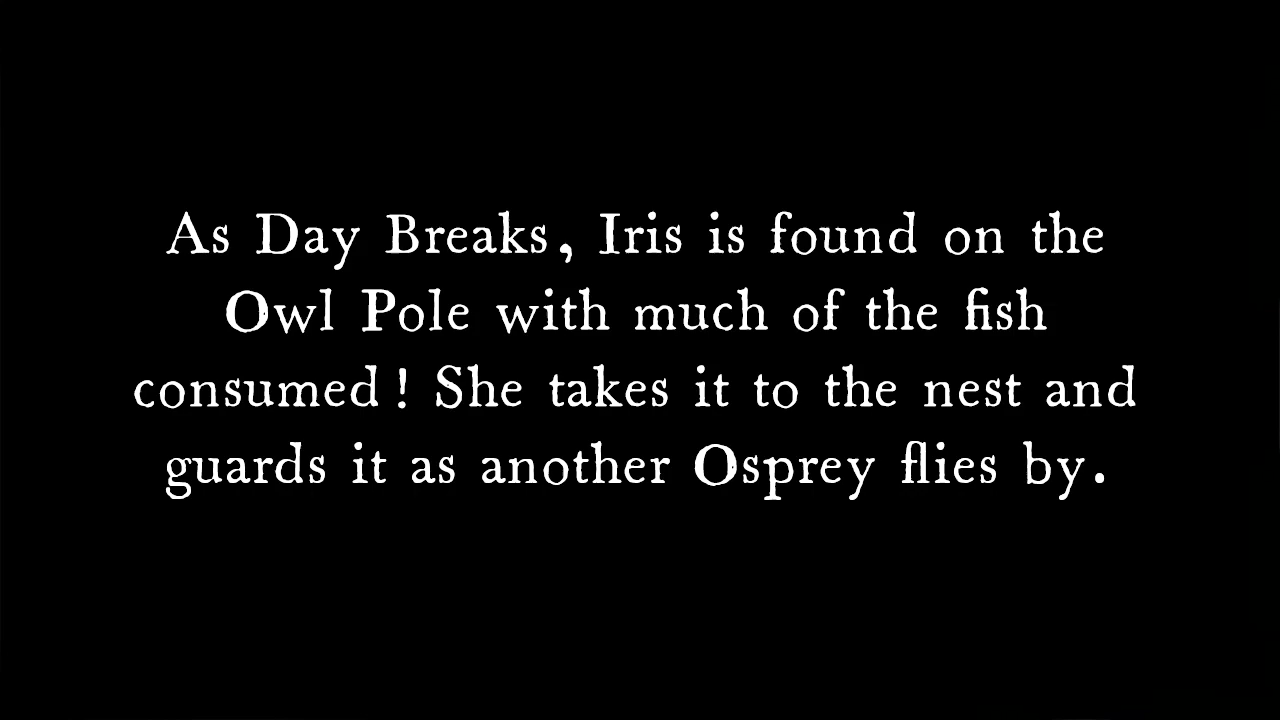 As Day Breaks, Iris is found on the
Owl Pole with much of the fish
consumed! She takes it to the nest and
guards it as another Osprey flies by.